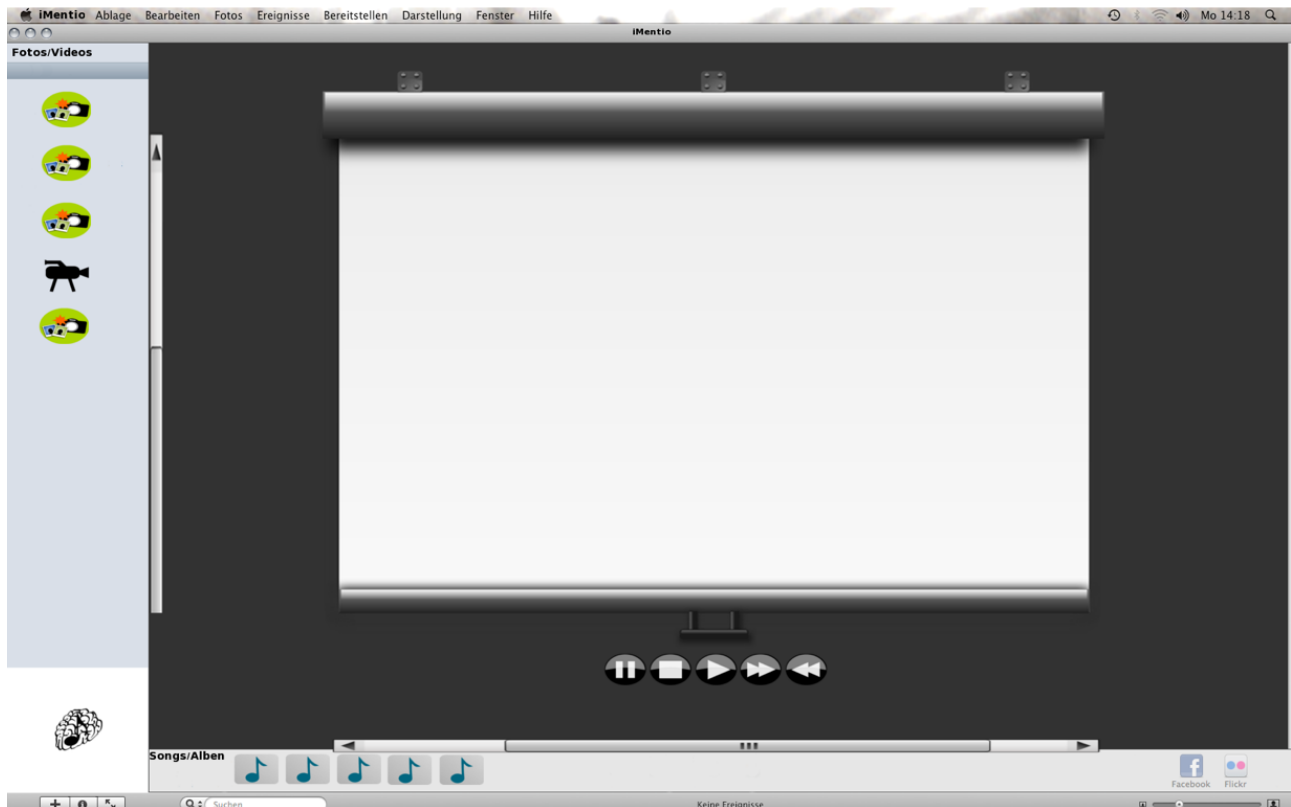 iMentio Ablage Bearbeiten Fotos Ereignisse Bereitstellen Darstellung Fenster Hilfe Mo 14:18
iMentio
Fotos/Videos
Songs/Alben
Facebook Flickr
Suchen Keine Ereignisse